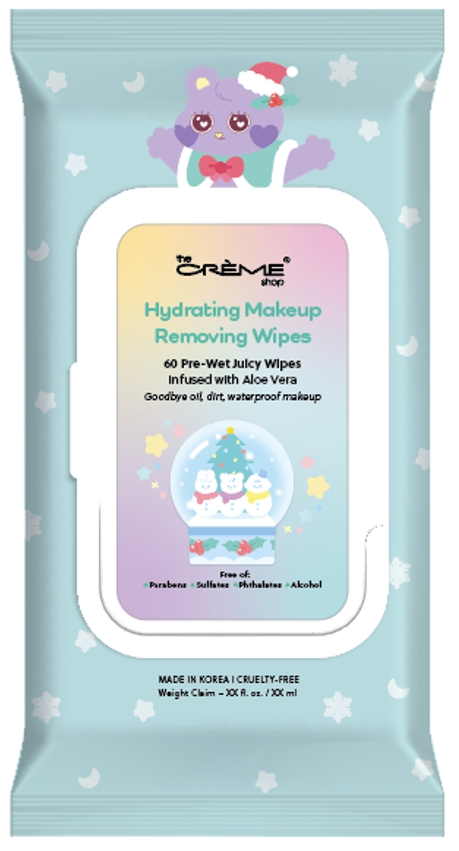 the
CRÈME®
shop
Hydrating Makeup
Removing Wipes
60 Pre-Wet Juicy Wipes
Infused with Aloe Vera
Goodbye oil, dirt, waterproof makeup
Free of:
Parabens Sulfates Phthalates Alcohol
MADE IN KOREA | CRUELTY-FREE
Weight Claim – XX fl. oz. / XX ml